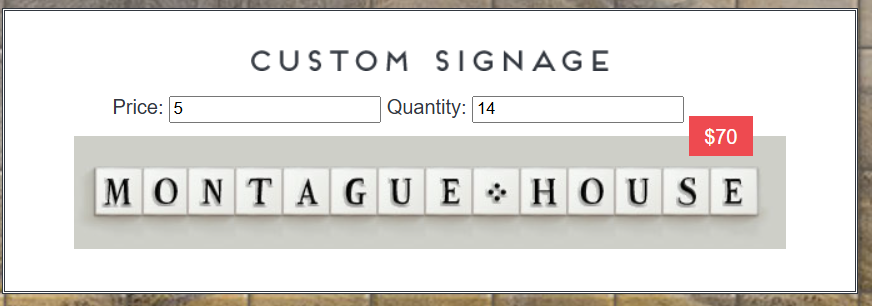 CUSTOM SIGNAGE
Price: 5 Quantity: 14
$70
MONTAGUE HOUSE